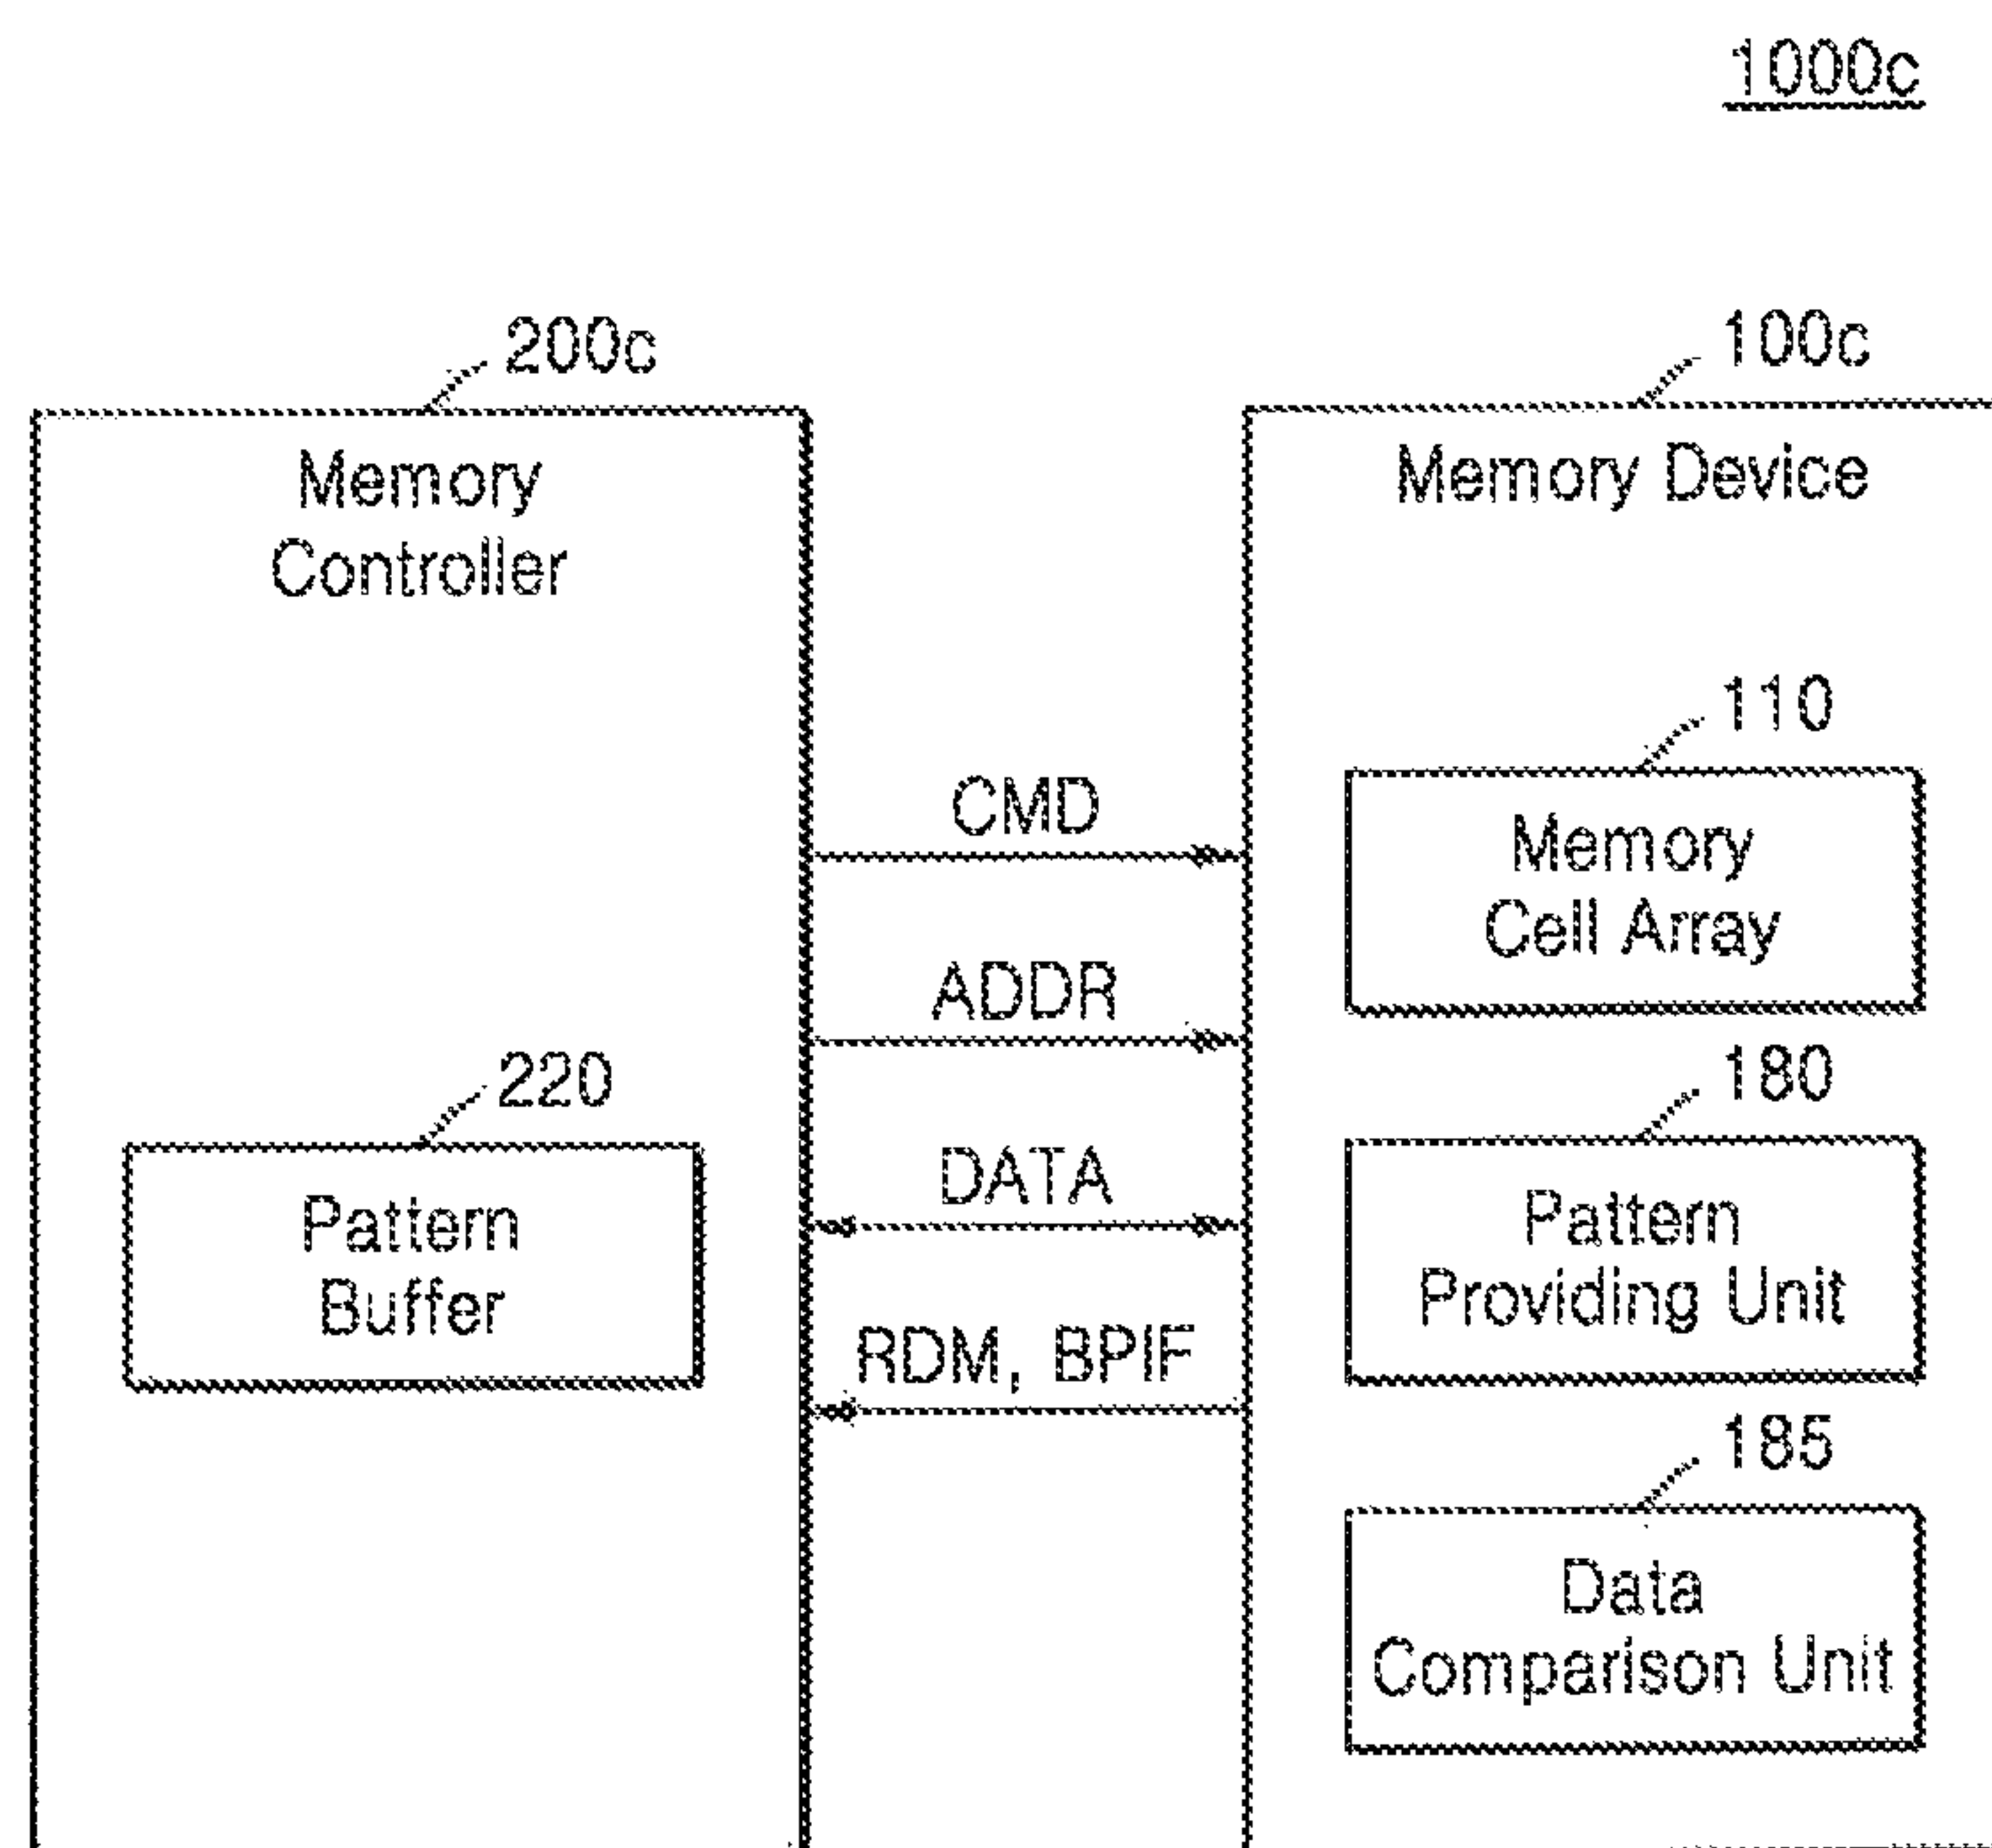 1000c
200c
100c
Memory
Controller
Memory Device
110
Memory
Cell Array
CMD
ADDR
220
180
Pattern
Buffer
DATA
Pattern
Providing Unit
RDM, BPIF
185
Data
Comparison Unit